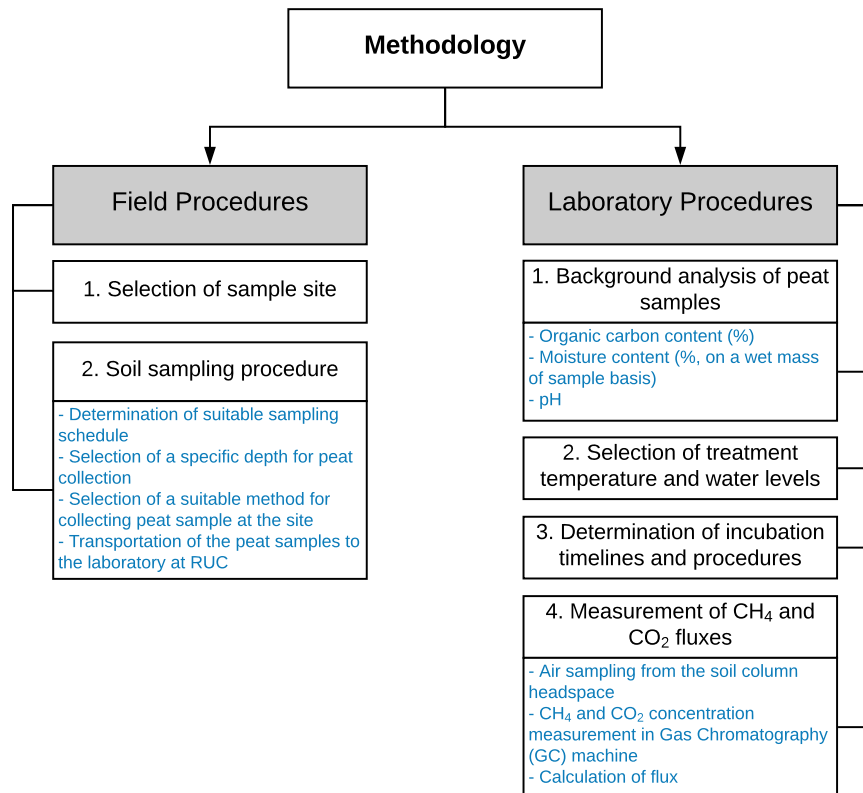 Methodology
Field Procedures
1. Selection of sample site
2. Soil sampling procedure
- Determination of suitable sampling
schedule
- Selection of a specific depth for peat
collection
- Selection of a suitable method for
collecting peat sample at the site
- Transportation of the peat samples to
the laboratory at RUC
Laboratory Procedures
1. Background analysis of peat
samples
- Organic carbon content (%)
- Moisture content (%, on a wet mass
of sample basis)
- pH
2. Selection of treatment
temperature and water levels
3. Determination of incubation
timelines and procedures
4. Measurement of CH₄ and
CO₂ fluxes
- Air sampling from the soil column
headspace
- CH₄ and CO₂ concentration
measurement in Gas Chromatography
(GC) machine
- Calculation of flux